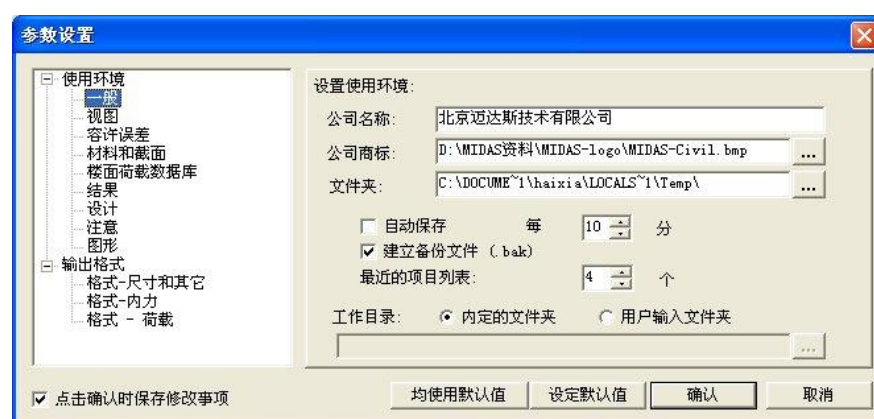 参数设置
使用环境
一般
视图
容许误差
材料和截面
楼面荷载数据库
结果
设计
注意
图形
输出格式
格式-尺寸和其它
格式-内力
格式 - 荷载
设置使用环境:
公司名称: 北京迈达斯技术有限公司
公司商标: D:\MIDAS资料\MIDAS-logo\MIDAS-Civil.bmp ...
文件夹: C:\DOCUME~1\haixia\LOCALS~1\Temp\ ...
自动保存 每 10 分
建立备份文件 (.bak)
最近的项目列表: 4 个
工作目录: 内定的文件夹 用户输入文件夹
...
点击确认时保存修改事项
均使用默认值 设定默认值 确认 取消